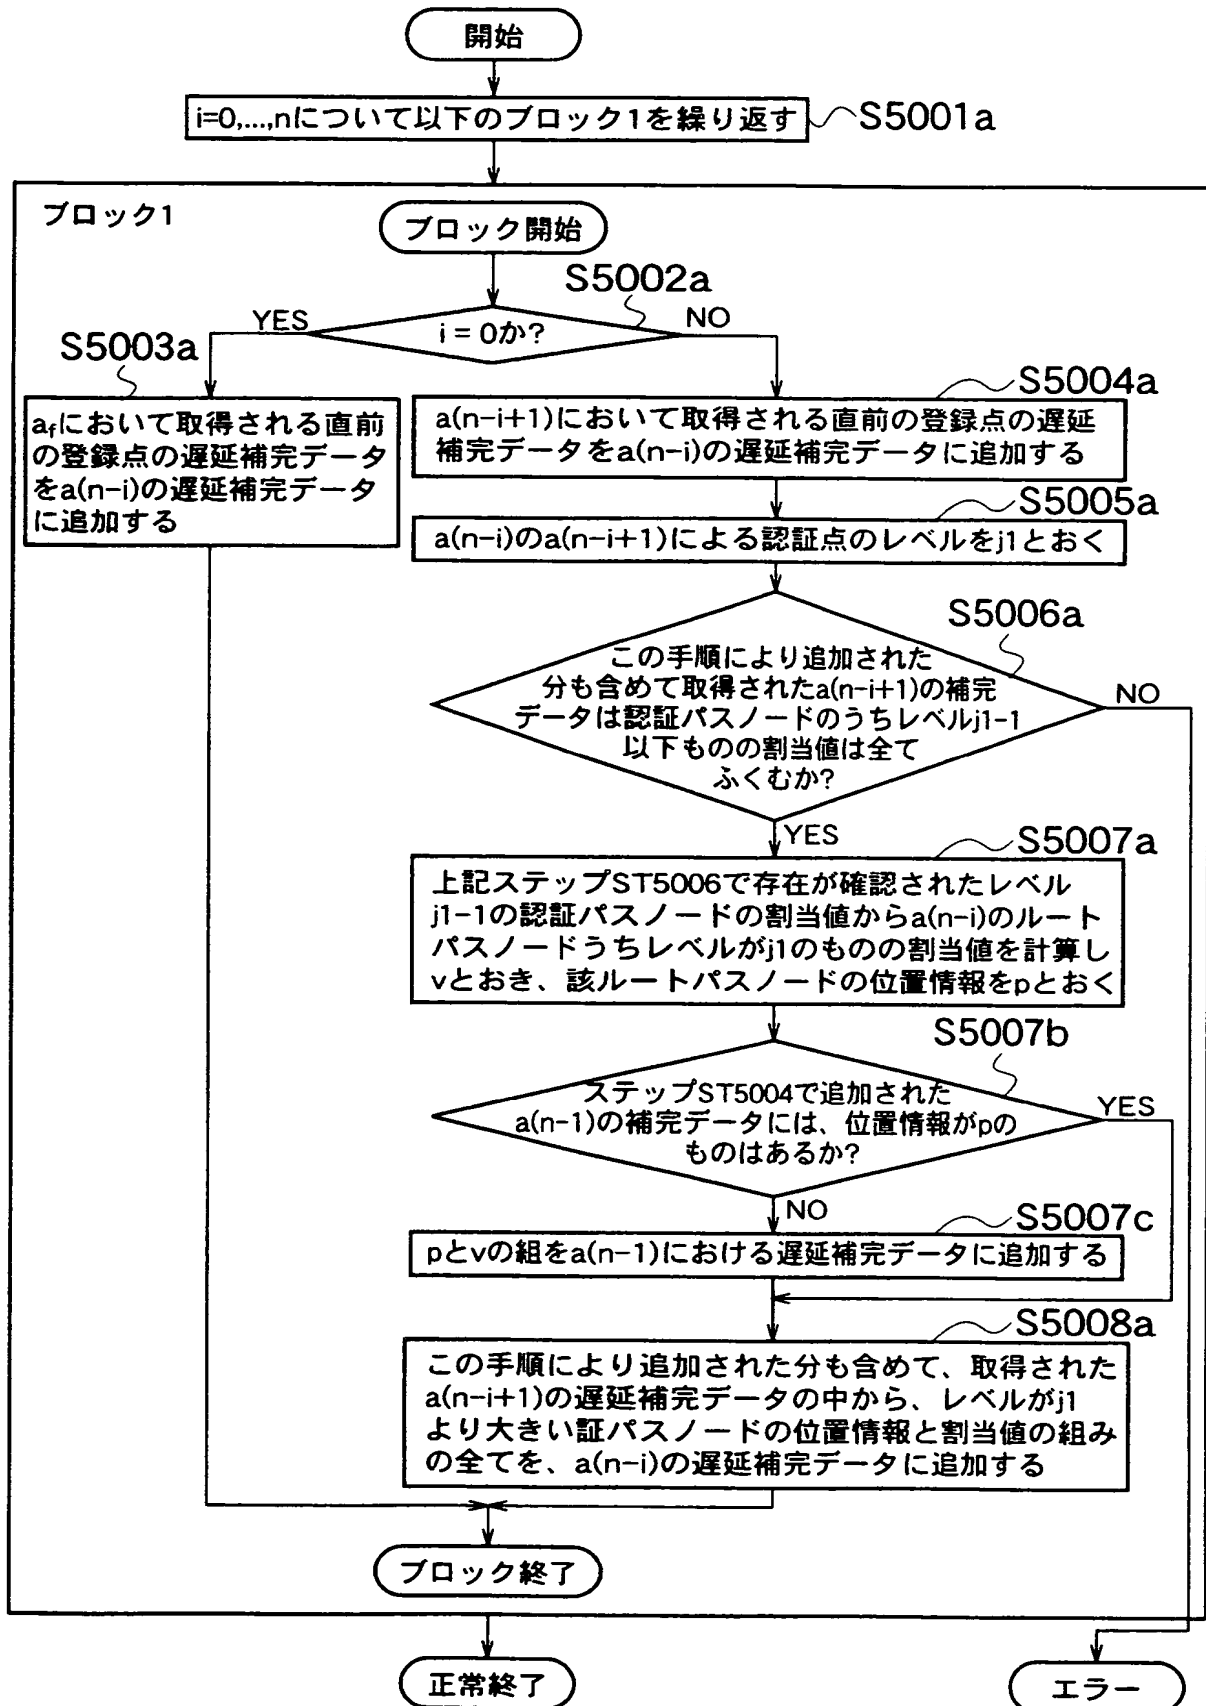 開始
i=0,...,nについて以下のブロック1を繰り返す
S5001a
ブロック1
ブロック開始
S5002a
i = 0か?
YES
NO
S5003a
afにおいて取得される直前
の登録点の遅延補完データ
をa(n-i)の遅延補完データ
に追加する
S5004a
a(n-i+1)において取得される直前の登録点の遅延
補完データをa(n-i)の遅延補完データに追加する
S5005a
a(n-i)のa(n-i+1)による認証点のレベルをj1とおく
S5006a
この手順により追加された
分も含めて取得されたa(n-i+1)の補完
データは認証パスノードのうちレベルj1-1
以下ものの割当値は全て
ふくむか?
NO
YES
S5007a
上記ステップST5006で存在が確認されたレベル
j1-1の認証パスノードの割当値からa(n-i)のルート
パスノードうちレベルがj1のものの割当値を計算し
vとおき、該ルートパスノードの位置情報をpとおく
S5007b
ステップST5004で追加された
a(n-1)の補完データには、位置情報がpの
ものはあるか?
YES
NO
S5007c
pとvの組をa(n-1)における遅延補完データに追加する
S5008a
この手順により追加された分も含めて、取得された
a(n-i+1)の遅延補完データの中から、レベルがj1
より大きい証パスノードの位置情報と割当値の組み
の全てを、a(n-i)の遅延補完データに追加する
ブロック終了
正常終了
エラー